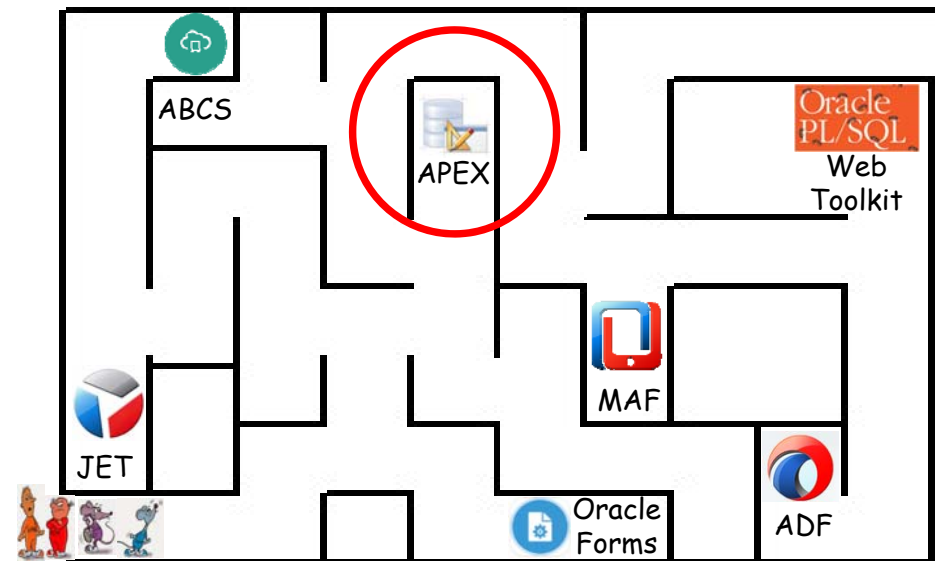 ABCS
APEX
Oracle
PL/SQL
Web
Toolkit
MAF
JET
Oracle
Forms
ADF